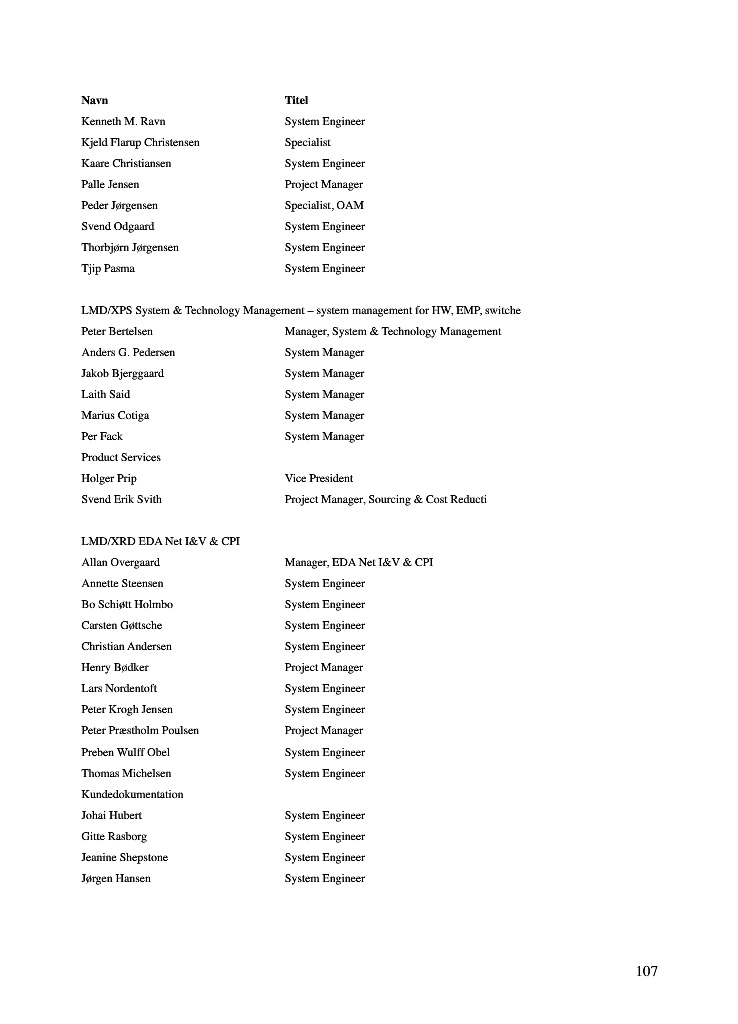 Navn Titel
Kenneth M. Ravn System Engineer
Kjeld Flarup Christensen Specialist
Kaare Christiansen System Engineer
Palle Jensen Project Manager
Peder Jørgensen Specialist, OAM
Svend Odgaard System Engineer
Thorbjørn Jørgensen System Engineer
Tjip Pasma System Engineer
LMD/XPS System & Technology Management – system management for HW, EMP, switche
Peter Bertelsen Manager, System & Technology Management
Anders G. Pedersen System Manager
Jakob Bjerggaard System Manager
Laith Said System Manager
Marius Cotiga System Manager
Per Fack System Manager
Product Services
Holger Prip Vice President
Svend Erik Svith Project Manager, Sourcing & Cost Reducti
LMD/XRD EDA Net I&V & CPI
Allan Overgaard Manager, EDA Net I&V & CPI
Annette Steensen System Engineer
Bo Schiøtt Holmbo System Engineer
Carsten Gøttsche System Engineer
Christian Andersen System Engineer
Henry Bødker Project Manager
Lars Nordentoft System Engineer
Peter Krogh Jensen System Engineer
Peter Præstholm Poulsen Project Manager
Preben Wulff Obel System Engineer
Thomas Michelsen System Engineer
Kundedokumentation
Johai Hubert System Engineer
Gitte Rasborg System Engineer
Jeanine Shepstone System Engineer
Jørgen Hansen System Engineer
107